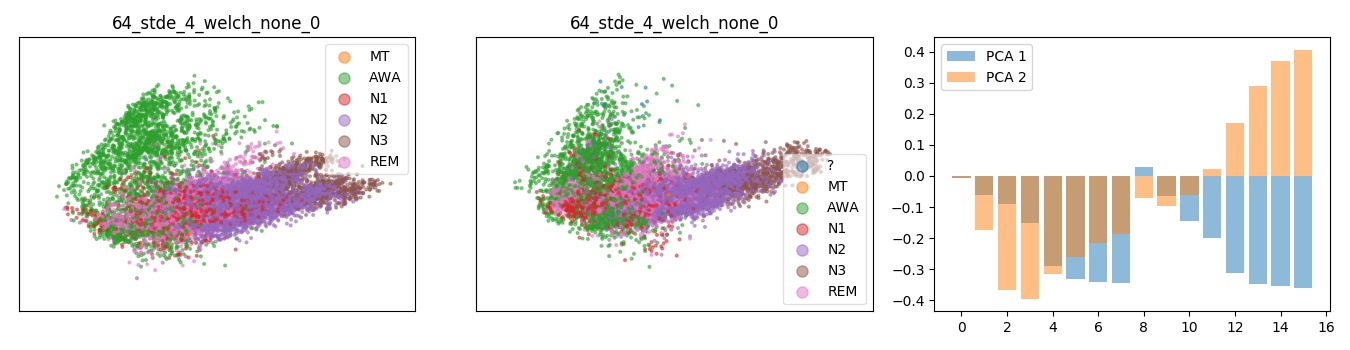 64_stde_4_welch_none_0
MT
AWA
N1
N2
N3
REM
64_stde_4_welch_none_0
?
MT
AWA
N1
N2
N3
REM
PCA 1
PCA 2
0.4
0.3
0.2
0.1
0.0
−0.1
−0.2
−0.3
−0.4
0 2 4 6 8 10 12 14 16